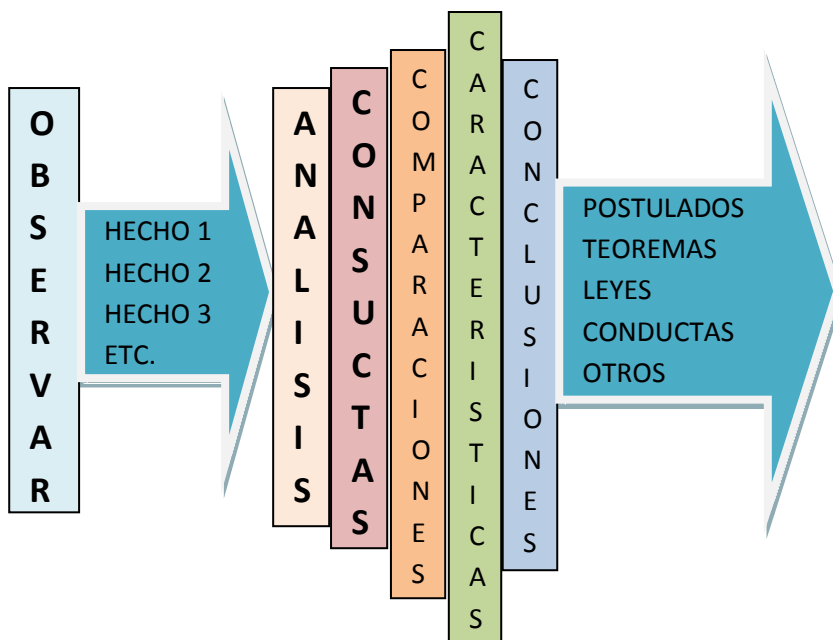 OBSERVAR
HECHO 1
HECHO 2
HECHO 3
ETC.
ANALISIS
CONSUCTAS
COMPARACIONES
CARACTERISTICAS
CONCLUSIONES
POSTULADOS
TEOREMAS
LEYES
CONDUCTAS
OTROS